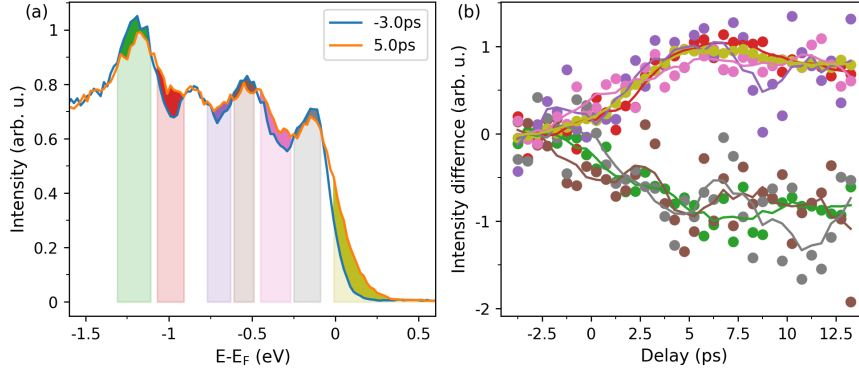 (a)
-3.0ps
5.0ps
Intensity (arb. u.)
1
0.8
0.6
0.4
0.2
0
-1.5
-1
-0.5
0
0.5
E-E_F (eV)
(b)
Intensity differnce (arb. u.)
1
0
-1
-2
-2.5
0
2.5
5
7.5
10
12.5
Delay (ps)